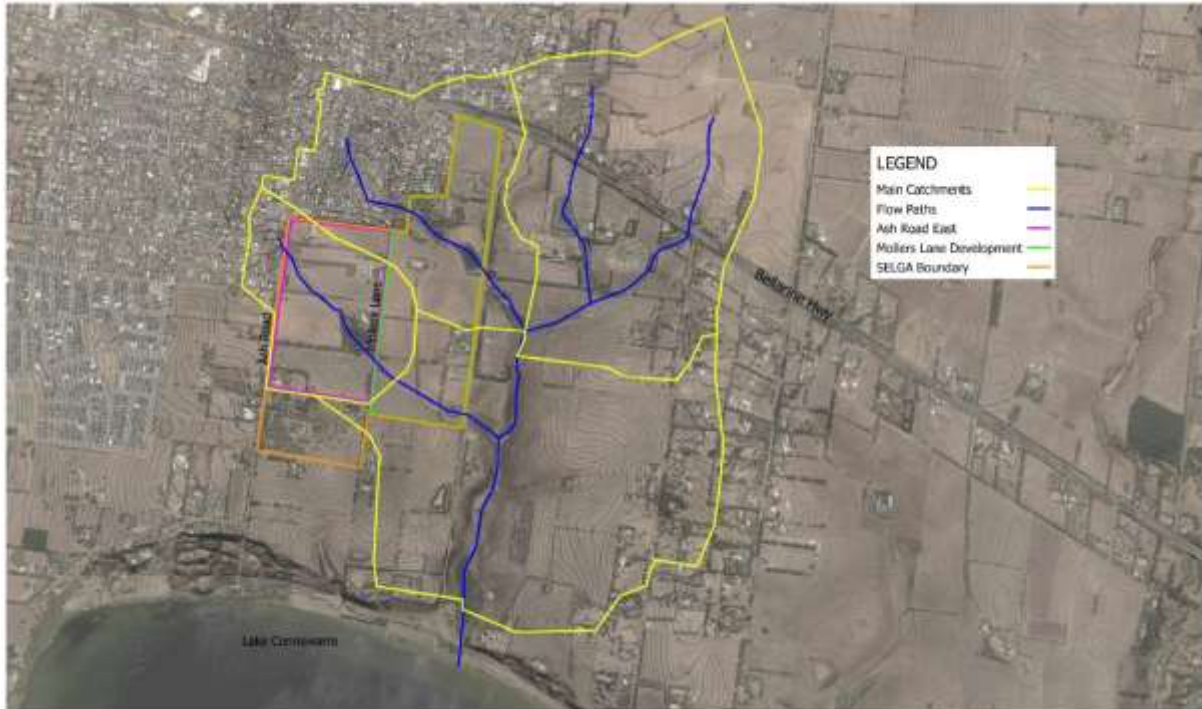 LEGEND
Main Catchments
Flow Paths
Ash Road East
Mollers Lane Development
SELGA Boundary
Bellarine Hwy
Mollers Lane
Ash Road
Lake Connewarre